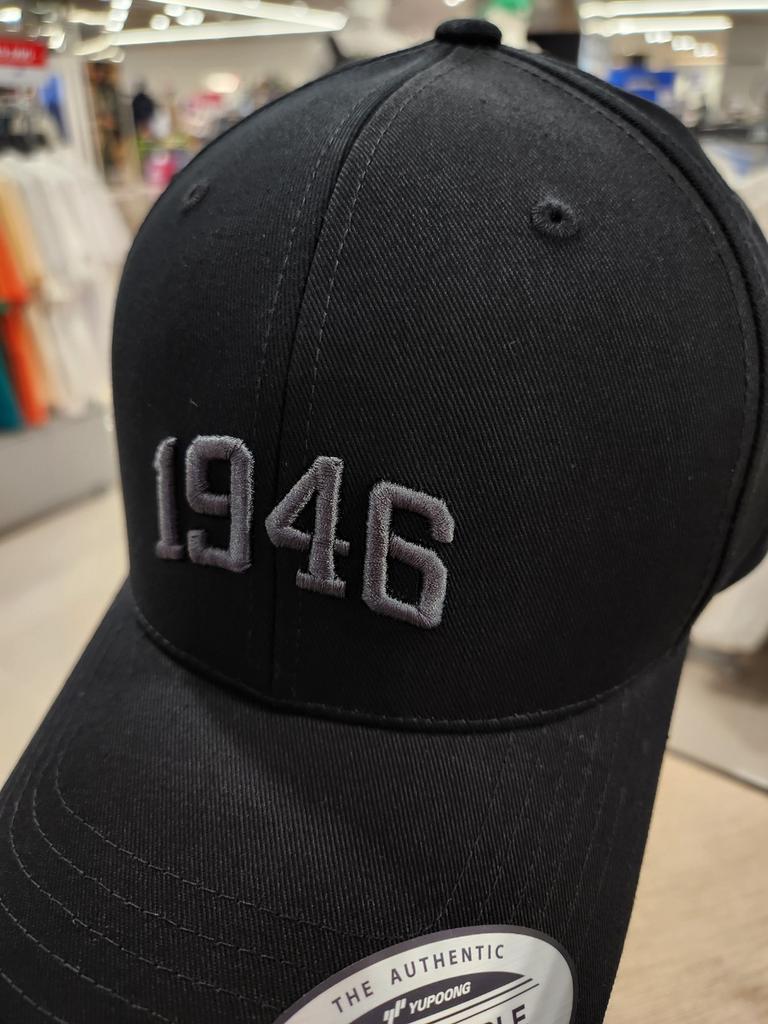 1946
THE AUTHENTIC
YUPOONG